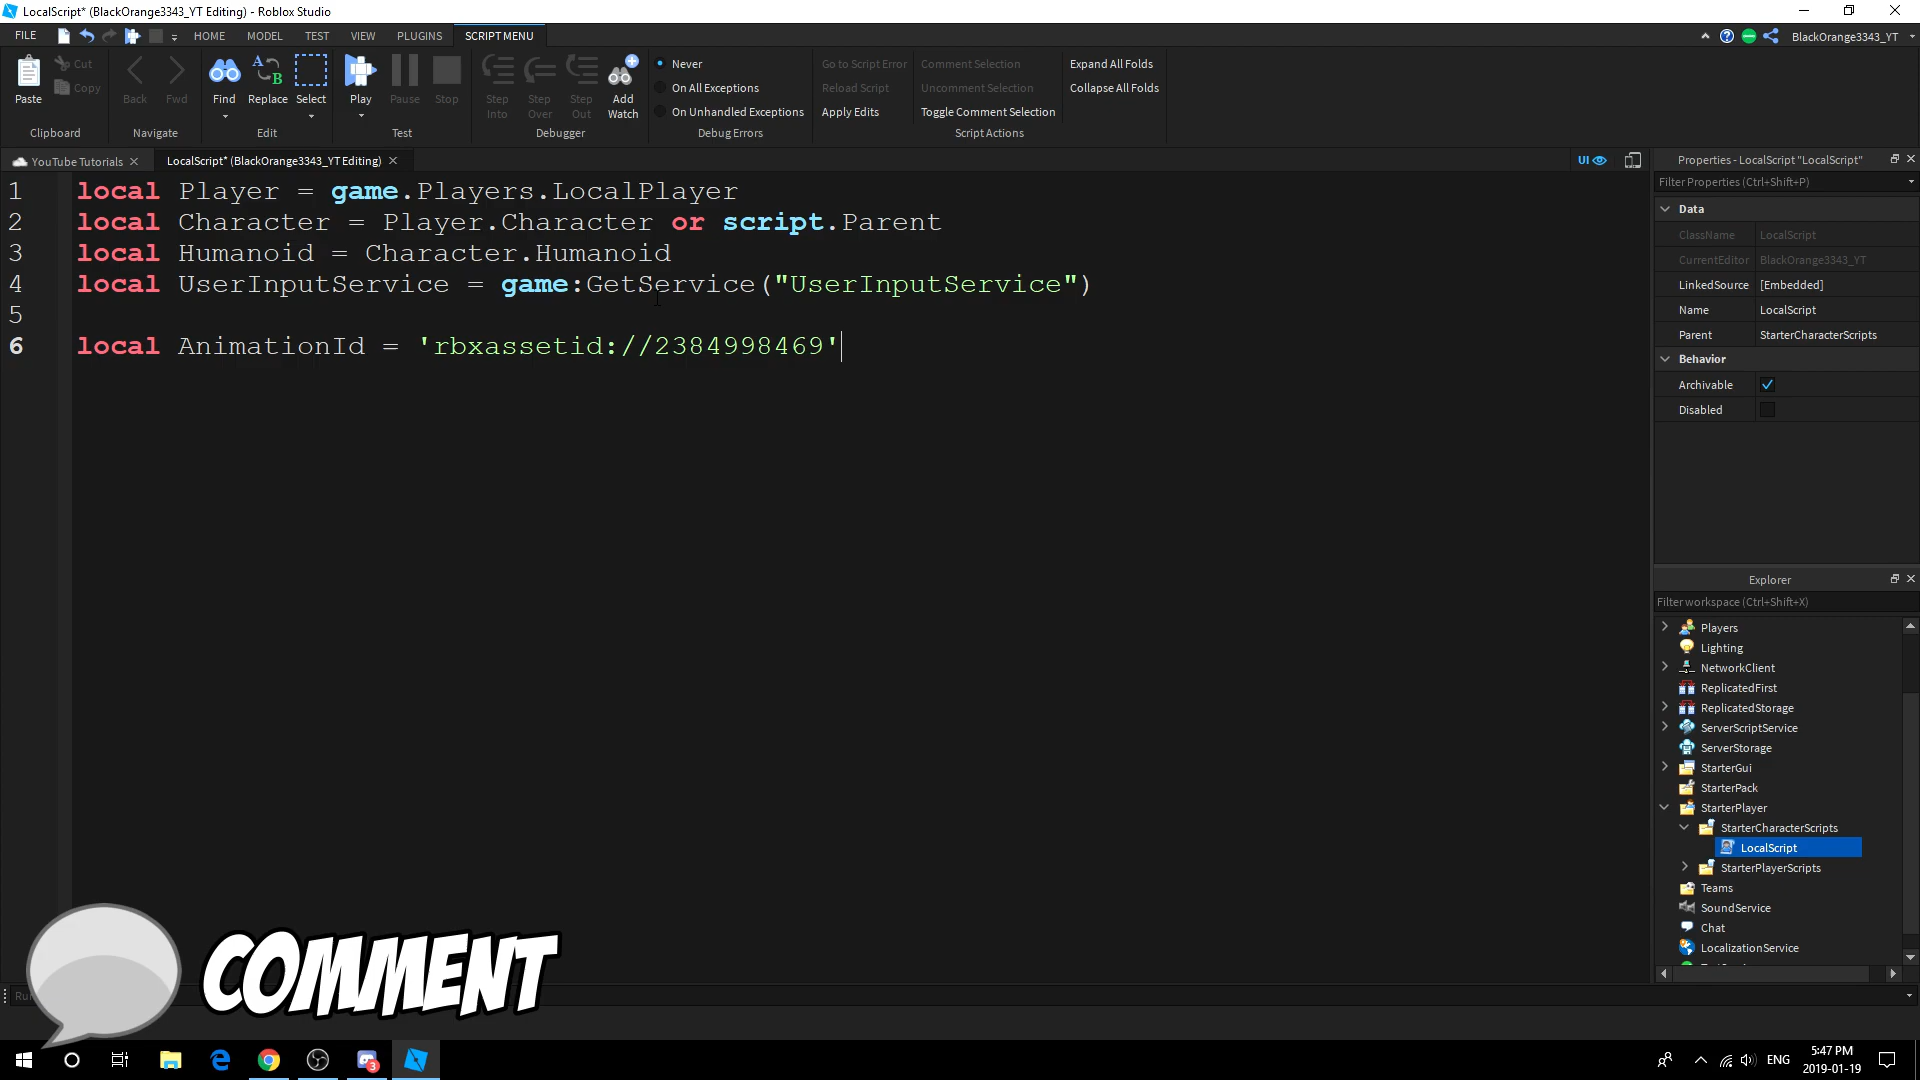 LocalScript* (BlackOrange3343_YT Editing) - Roblox Studio
FILE HOME MODEL TEST VIEW PLUGINS SCRIPT MENU BlackOrange3343_YT
Paste Cut Copy
Back Fwd
Find Replace Select
Play Pause Stop
Step Into Step Over Step Out Add Watch
Never
On All Exceptions
On Unhandled Exceptions
Go to Script Error
Reload Script
Apply Edits
Comment Selection
Uncomment Selection
Toggle Comment Selection
Expand All Folds
Collapse All Folds
Clipboard Navigate Edit Test Debugger Debug Errors Script Actions
YouTube Tutorials LocalScript* (BlackOrange3343_YT Editing) UI
1 local Player = game.Players.LocalPlayer
2 local Character = Player.Character or script.Parent
3 local Humanoid = Character.Humanoid
4 local UserInputService = game:GetService("UserInputService")
5
6 local AnimationId = 'rbxassetid://2384998469'
Properties - LocalScript "LocalScript"
Filter Properties (Ctrl+Shift+P)
Data
ClassName LocalScript
CurrentEditor BlackOrange3343_YT
LinkedSource [Embedded]
Name LocalScript
Parent StarterCharacterScripts
Behavior
Archivable
Disabled
Explorer
Filter workspace (Ctrl+Shift+X)
Players
Lighting
NetworkClient
ReplicatedFirst
ReplicatedStorage
ServerScriptService
ServerStorage
StarterGui
StarterPack
StarterPlayer
StarterCharacterScripts
LocalScript
StarterPlayerScripts
Teams
SoundService
Chat
LocalizationService
COMMENT
3
ENG
5:47 PM
2019-01-19